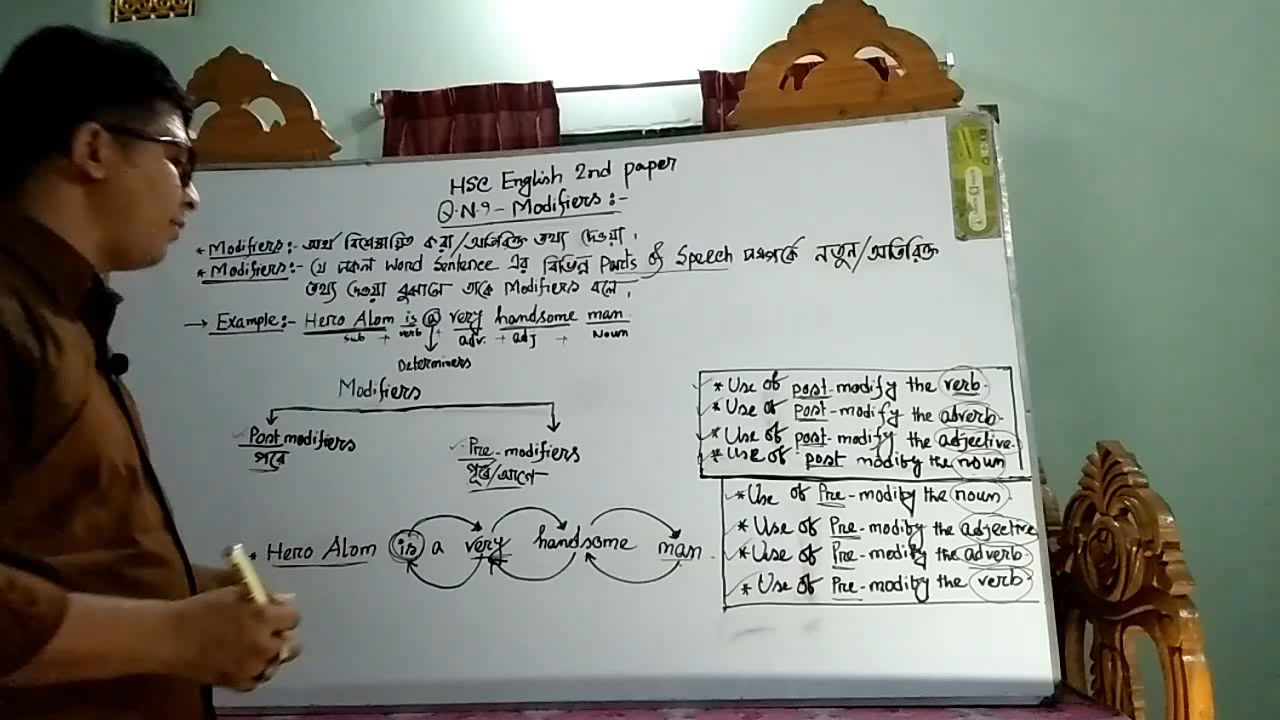 HSC English 2nd paper
Q.N.9 - Modifiers :-
* Modifiers :- অর্থ বিশেষায়িত করা/অতিরিক্ত তথ্য দেওয়া।
* Modifiers :- যে সকল word Sentence এর বিভিন্ন Parts of Speech সম্পর্কে নতুন/অতিরিক্ত
তথ্য দেওয়া বুঝায় তাকে Modifiers বলে।
→ Example :- Hero Alom is a very handsome man
sub + verb + adv. + adj + Noun
Determiners
Modifiers
Post modifiers
পরে
Pre-modifiers
পূর্বে/আগে
* Hero Alom is a very handsome man.
* Use of post-modify the verb.
* Use of post-modify the adverb.
* Use of post-modify the adjective.
* Use of post modify the noun
* Use of Pre-modify the noun.
* Use of Pre-modify the adjective
* Use of Pre-modify the adverb
* Use of Pre-modify the verb.